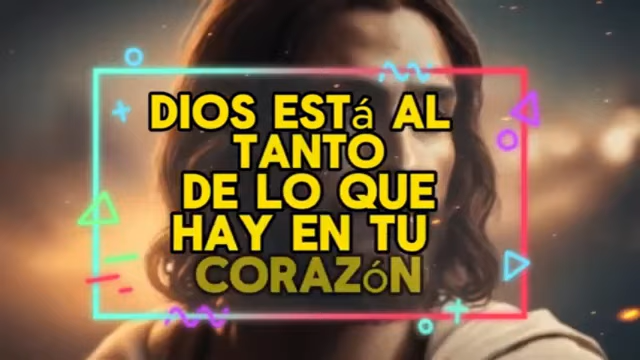 DIOS ESTá AL
TANTO
DE LO QUE
HAY EN TU
CORAZóN